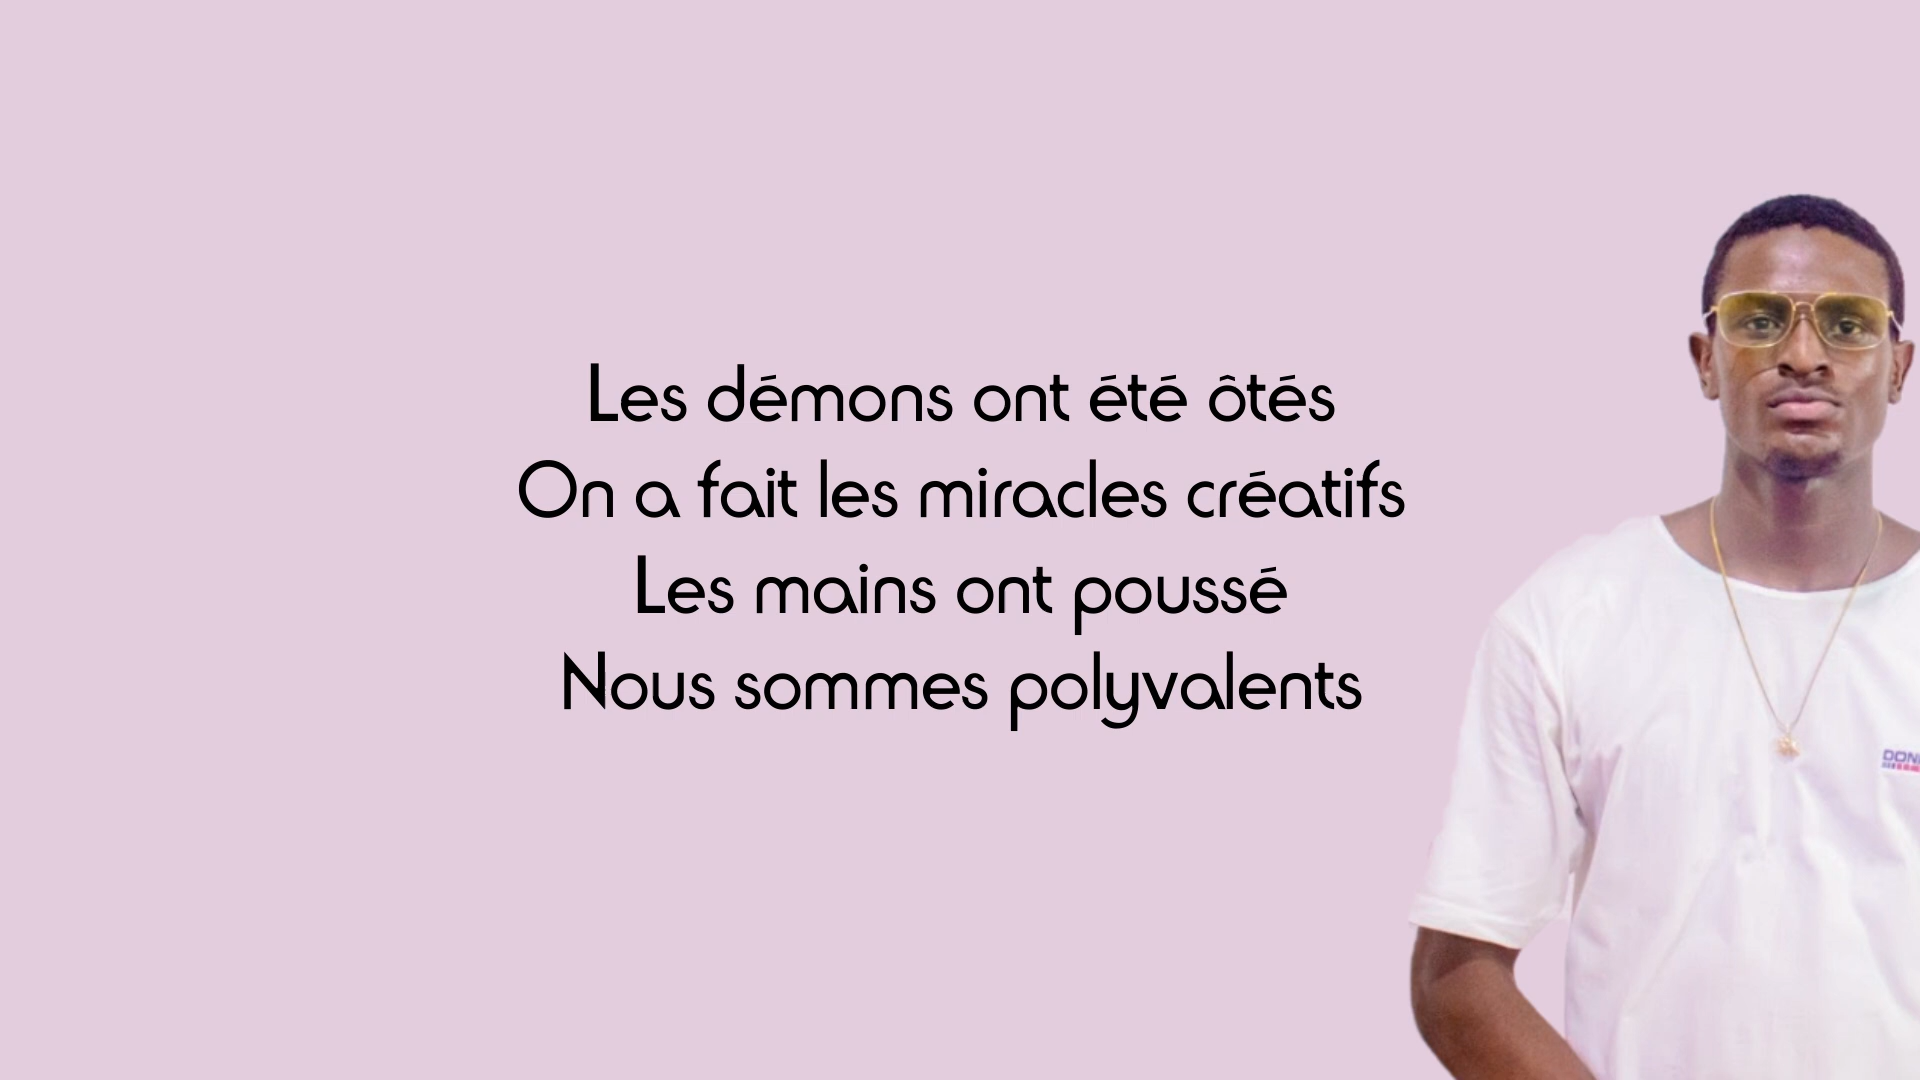 Les démons ont été ôtés
On a fait les miracles créatifs
Les mains ont poussé
Nous sommes polyvalents